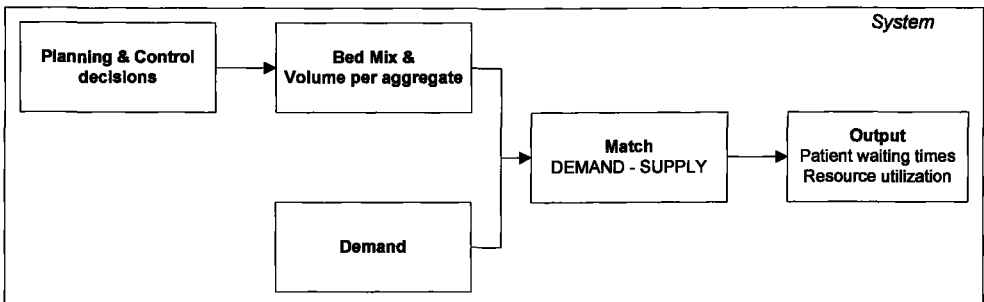 System
Planning & Control
decisions
Bed Mix &
Volume per aggregate
Match
DEMAND - SUPPLY
Output
Patient waiting times
Resource utilization
Demand